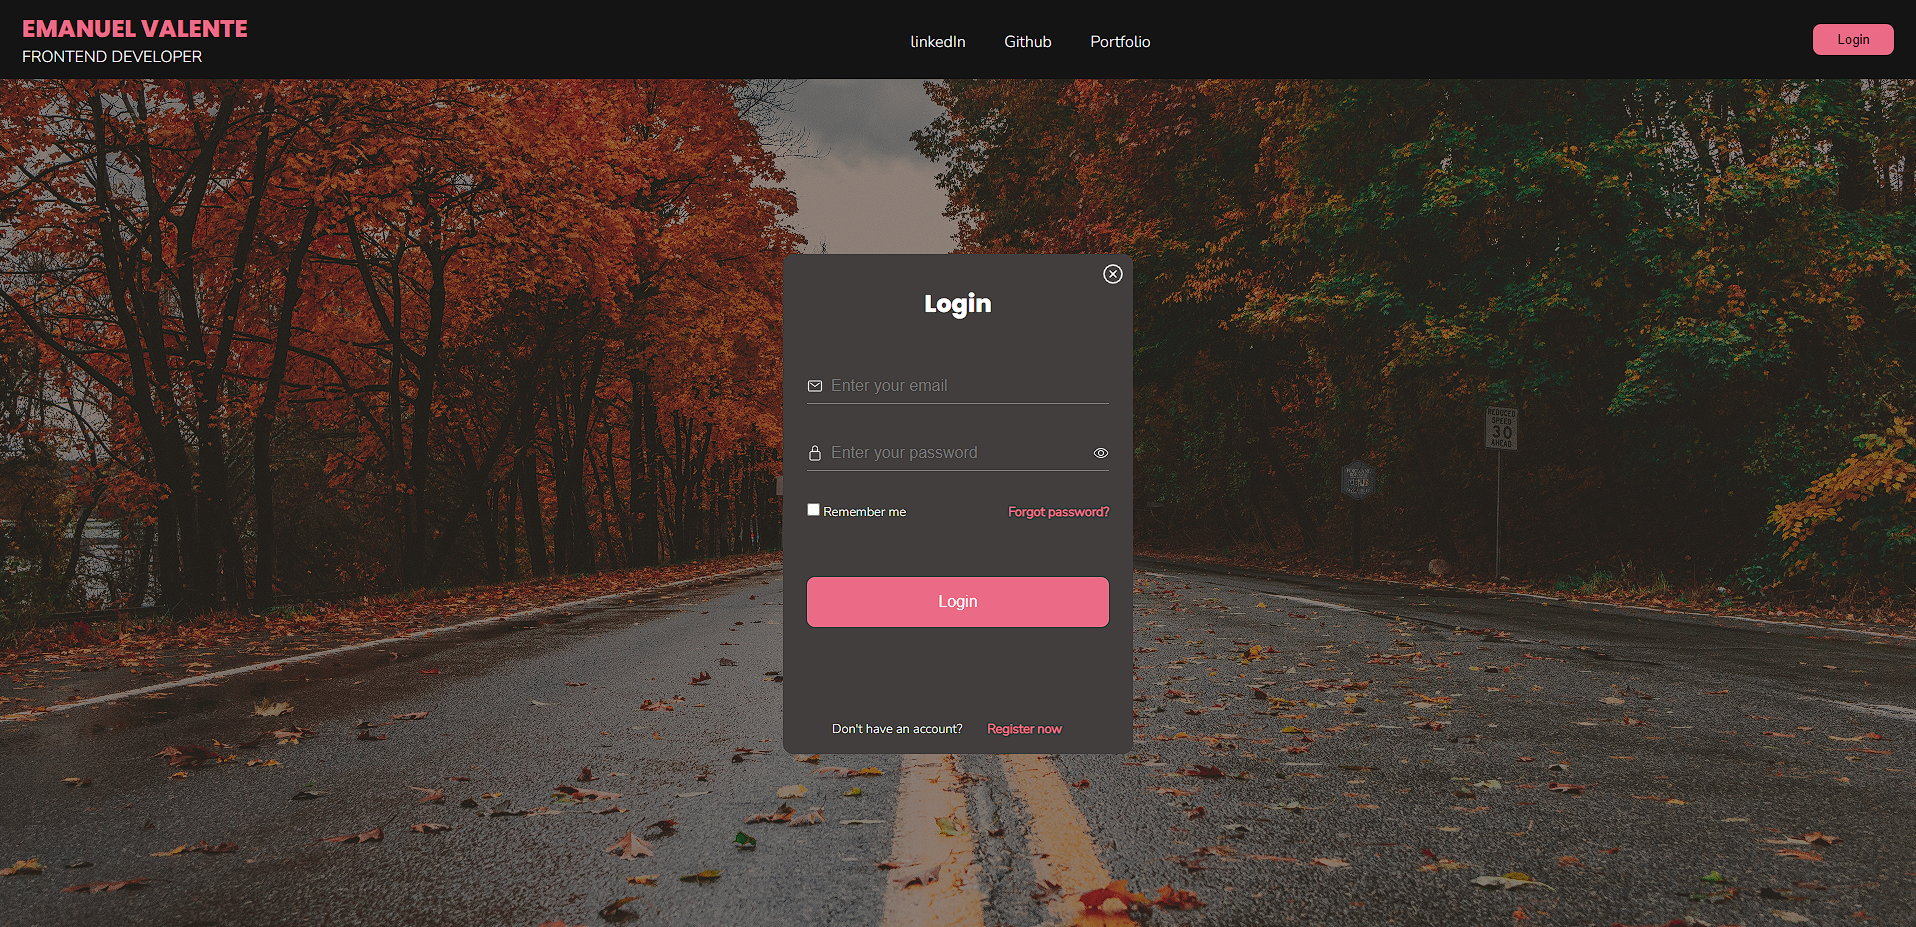 EMANUEL VALENTE
FRONTEND DEVELOPER
linkedIn
Github
Portfolio
Login
Login
Enter your email
Enter your password
Remember me
Forgot password?
Login
Don't have an account?
Register now
REDUCED
SPEED
30
AHEAD